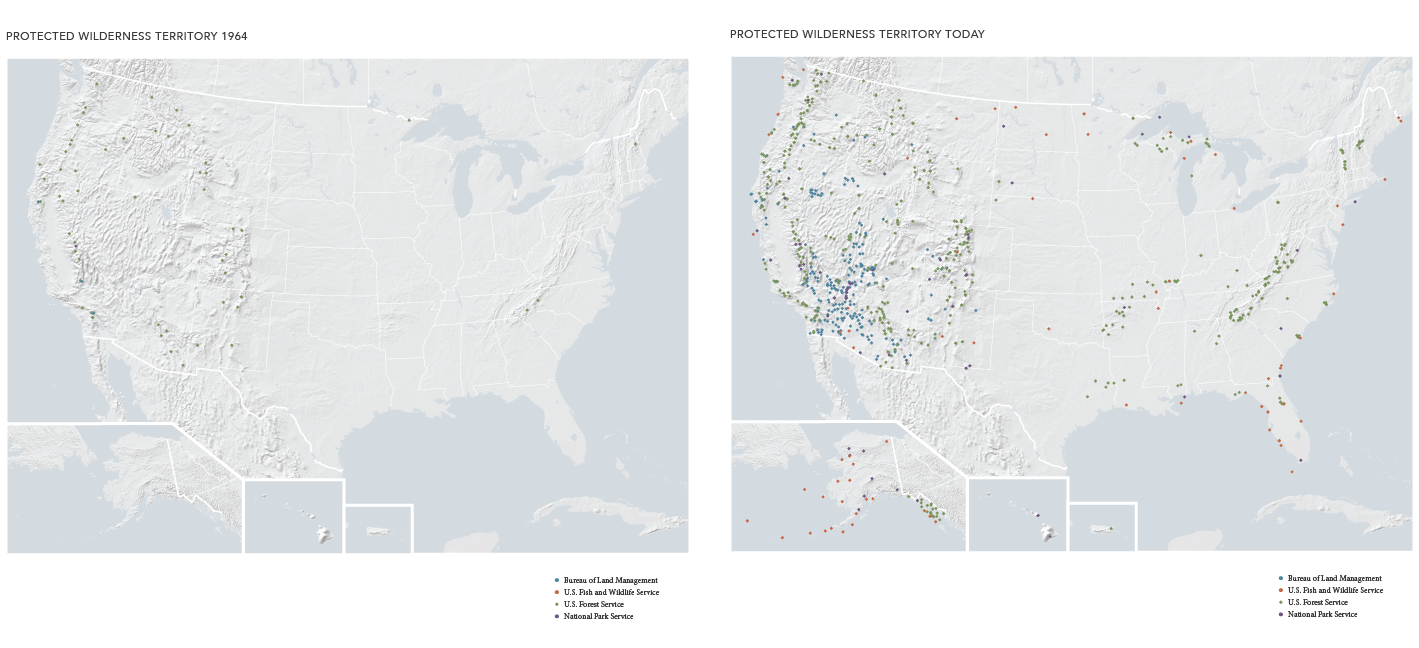 PROTECTED WILDERNESS TERRITORY 1964
Bureau of Land Management
U.S. Fish and Wildlife Service
U.S. Forest Service
National Park Service
PROTECTED WILDERNESS TERRITORY TODAY
Bureau of Land Management
U.S. Fish and Wildlife Service
U.S. Forest Service
National Park Service